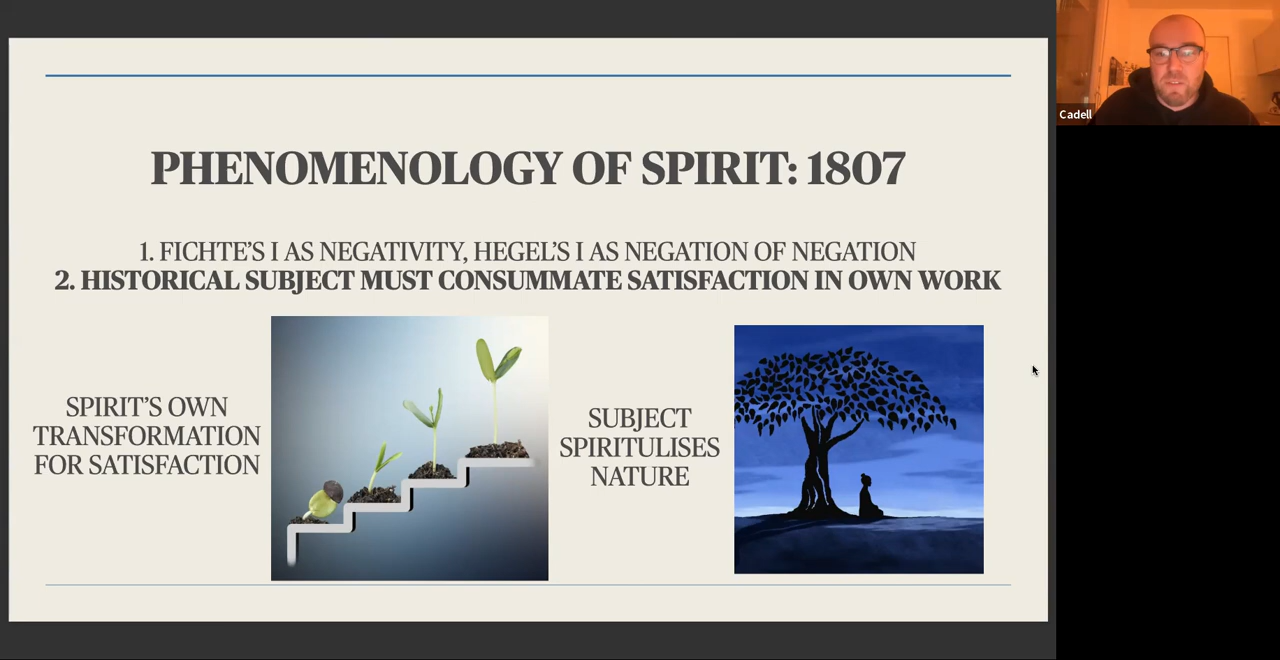 PHENOMENOLOGY OF SPIRIT: 1807
1. FICHTE'S I AS NEGATIVITY, HEGEL'S I AS NEGATION OF NEGATION
2. HISTORICAL SUBJECT MUST CONSUMMATE SATISFACTION IN OWN WORK
SPIRIT'S OWN
TRANSFORMATION
FOR SATISFACTION
SUBJECT
SPIRITULISES
NATURE
Cadell